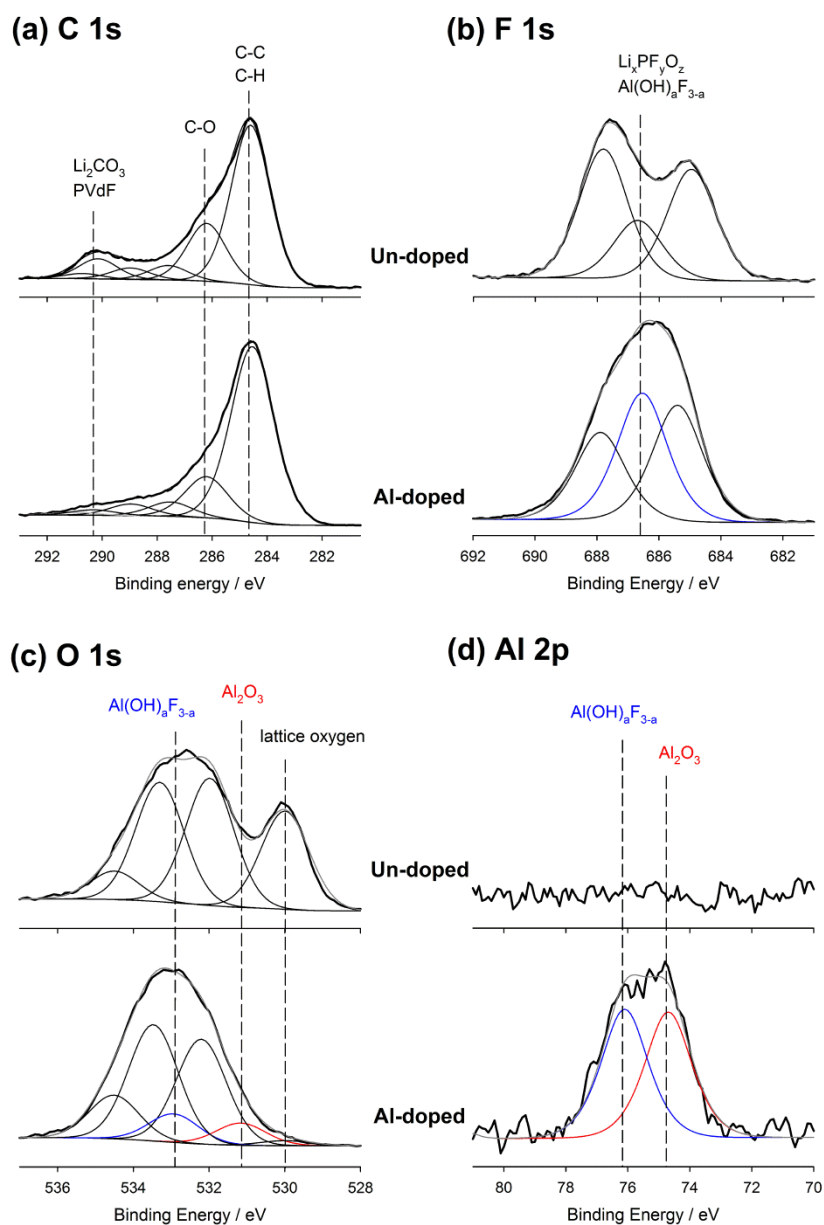 (a) C 1s
C-C
C-H
C-O
Li₂CO₃
PVdF
292 290 288 286 284 282
Binding energy / eV
(b) F 1s
LiₓPFᵧO_z
Al(OH)ₐF₃₋ₐ
Un-doped
Al-doped
692 690 688 686 684 682
Binding Energy / eV
(c) O 1s
Al(OH)ₐF₃₋ₐ
Al₂O₃
lattice oxygen
536 534 532 530 528
Binding Energy / eV
(d) Al 2p
Al(OH)ₐF₃₋ₐ
Al₂O₃
Un-doped
Al-doped
80 78 76 74 72 70
Binding Energy / eV